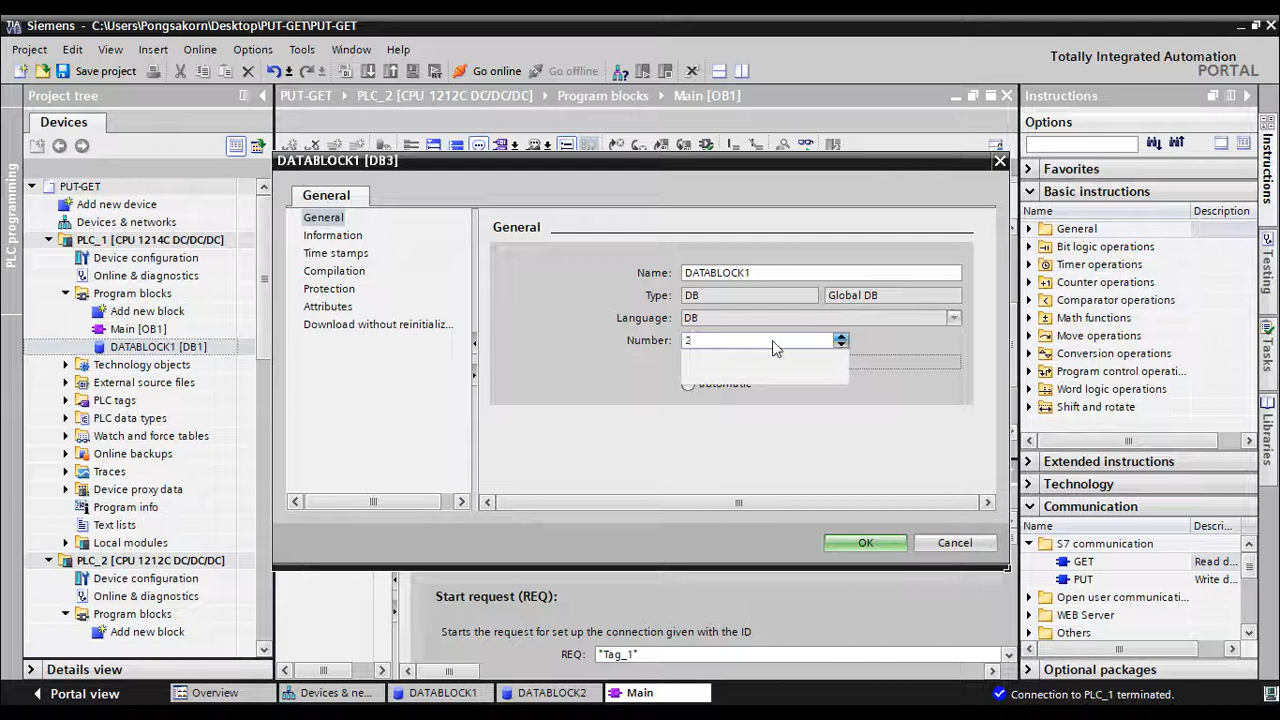 TIA V13 Siemens - C:\Users\Pongsakorn\Desktop\PUT-GET\PUT-GET
Project Edit View Insert Online Options Tools Window Help
Totally Integrated Automation
PORTAL
Save project
Go online
Go offline
Project tree
PUT-GET PLC_2 [CPU 1212C DC/DC/DC] Program blocks Main [OB1]
Instructions
Devices
Options
PLC programming
PUT-GET
Add new device
Devices & networks
PLC_1 [CPU 1214C DC/DC/DC]
Device configuration
Online & diagnostics
Program blocks
Add new block
Main [OB1]
DATABLOCK1 [DB1]
Technology objects
External source files
PLC tags
PLC data types
Watch and force tables
Online backups
Traces
Device proxy data
Program info
Text lists
Local modules
PLC_2 [CPU 1212C DC/DC/DC]
Device configuration
Online & diagnostics
Program blocks
Add new block
Details view
DATABLOCK1 [DB3]
General
General
Information
Time stamps
Compilation
Protection
Attributes
Download without reinitializ...
General
Name: DATABLOCK1
Type: DB Global DB
Language: DB
Number: 2
automatic
OK Cancel
Start request (REQ):
Starts the request for set up the connection given with the ID
REQ: "Tag_1"
Favorites
Basic instructions
Name Description
General
Bit logic operations
Timer operations
Counter operations
Comparator operations
Math functions
Move operations
Conversion operations
Program control operati...
Word logic operations
Shift and rotate
Extended instructions
Technology
Communication
Name Descri...
S7 communication
GET Read d...
PUT Write d...
Open user communicati...
WEB Server
Others
Optional packages
Instructions
Testing
Tasks
Libraries
Portal view Overview Devices & ne... DATABLOCK1 DATABLOCK2 Main
Connection to PLC_1 terminated.